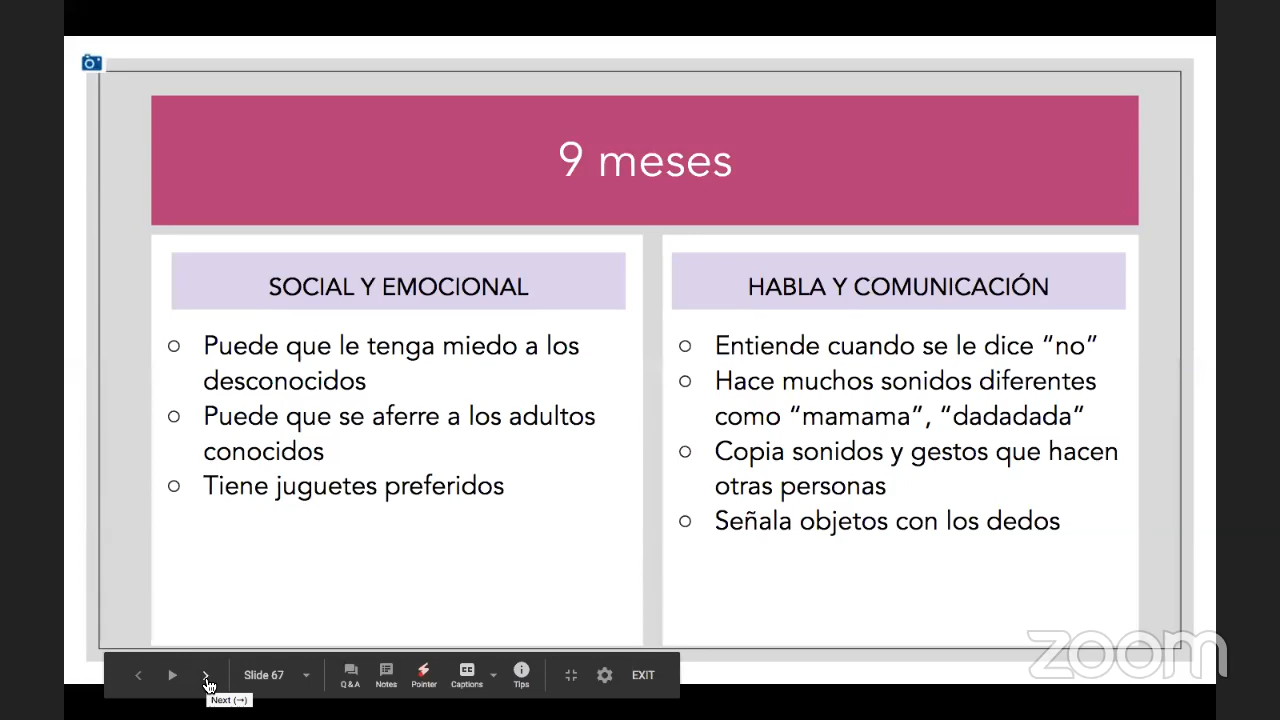 9 meses
SOCIAL Y EMOCIONAL
Puede que le tenga miedo a los
desconocidos
Puede que se aferre a los adultos
conocidos
Tiene juguetes preferidos
HABLA Y COMUNICACIÓN
Entiende cuando se le dice “no”
Hace muchos sonidos diferentes
como “mamama”, “dadadada”
Copia sonidos y gestos que hacen
otras personas
Señala objetos con los dedos
zoom
Slide 67
Q & A
Notes
Pointer
Captions
Tips
EXIT
Next (→)